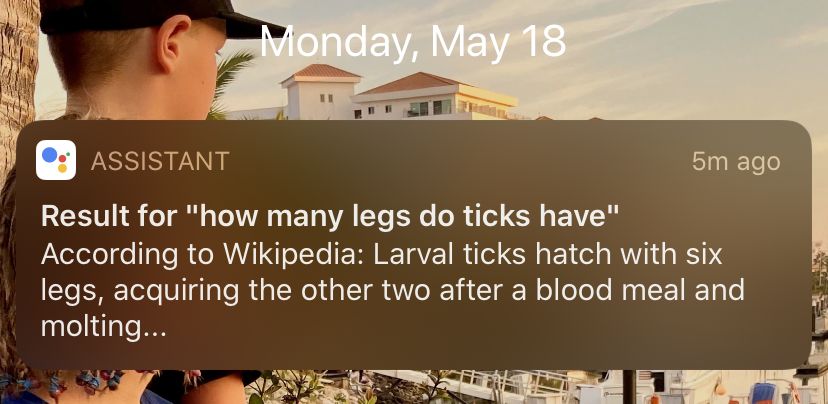 Monday, May 18
ASSISTANT 5m ago
Result for "how many legs do ticks have"
According to Wikipedia: Larval ticks hatch with six
legs, acquiring the other two after a blood meal and
molting...